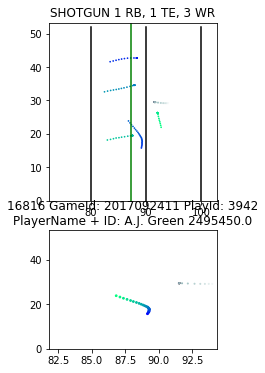 SHOTGUN 1 RB, 1 TE, 3 WR
50
40
30
20
10
0
80 90 100
16816 GameId: 2017092411 PlayId: 3942
PlayerName + ID: A.J. Green 2495450.0
40
20
0
82.5 85.0 87.5 90.0 92.5